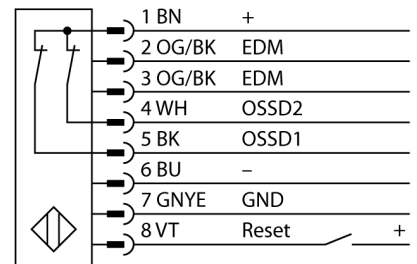 1 BN +
2 OG/BK EDM
3 OG/BK EDM
4 WH OSSD2
5 BK OSSD1
6 BU –
7 GNYE GND
8 VT Reset +